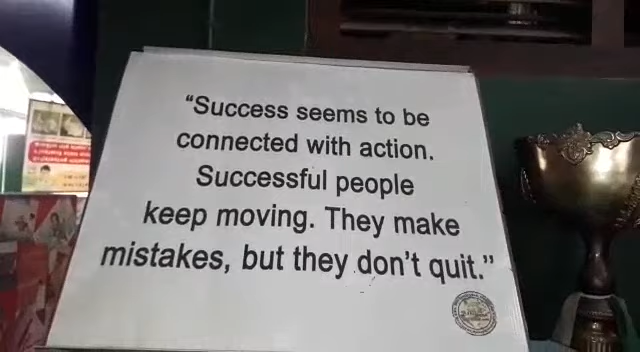 “Success seems to be
connected with action.
Successful people
keep moving. They make
mistakes, but they don’t quit.”